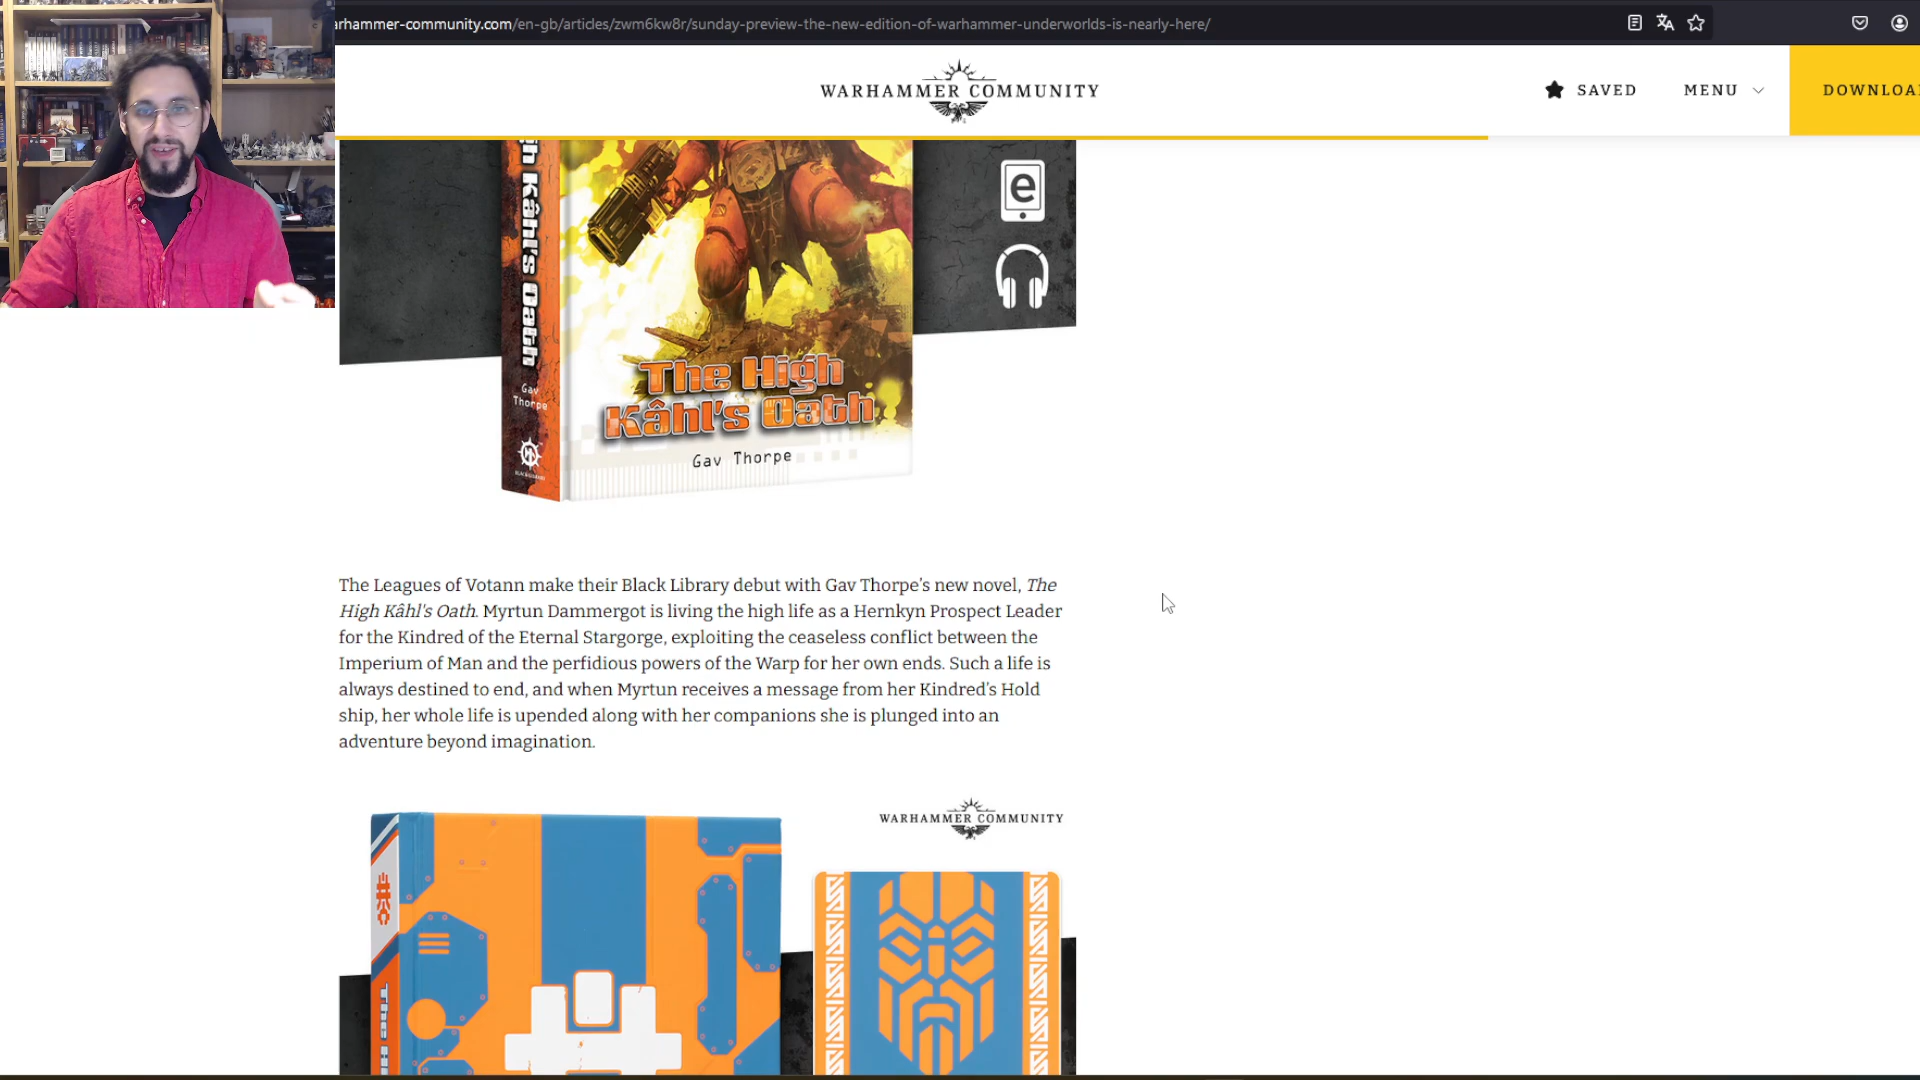 rhammer-community.com/en-gb/articles/zwm6kw8r/sunday-preview-the-new-edition-of-warhammer-underworlds-is-nearly-here/
WARHAMMER COMMUNITY
SAVED
MENU
DOWNLOA
Kâhl's Oath
e
The High
Kâhl's Oath
Gav
Thorpe
Gav Thorpe
The Leagues of Votann make their Black Library debut with Gav Thorpe’s new novel, The
High Kâhl's Oath. Myrtun Dammergot is living the high life as a Hernkyn Prospect Leader
for the Kindred of the Eternal Stargorge, exploiting the ceaseless conflict between the
Imperium of Man and the perfidious powers of the Warp for her own ends. Such a life is
always destined to end, and when Myrtun receives a message from her Kindred’s Hold
ship, her whole life is upended along with her companions she is plunged into an
adventure beyond imagination.
WARHAMMER COMMUNITY
The